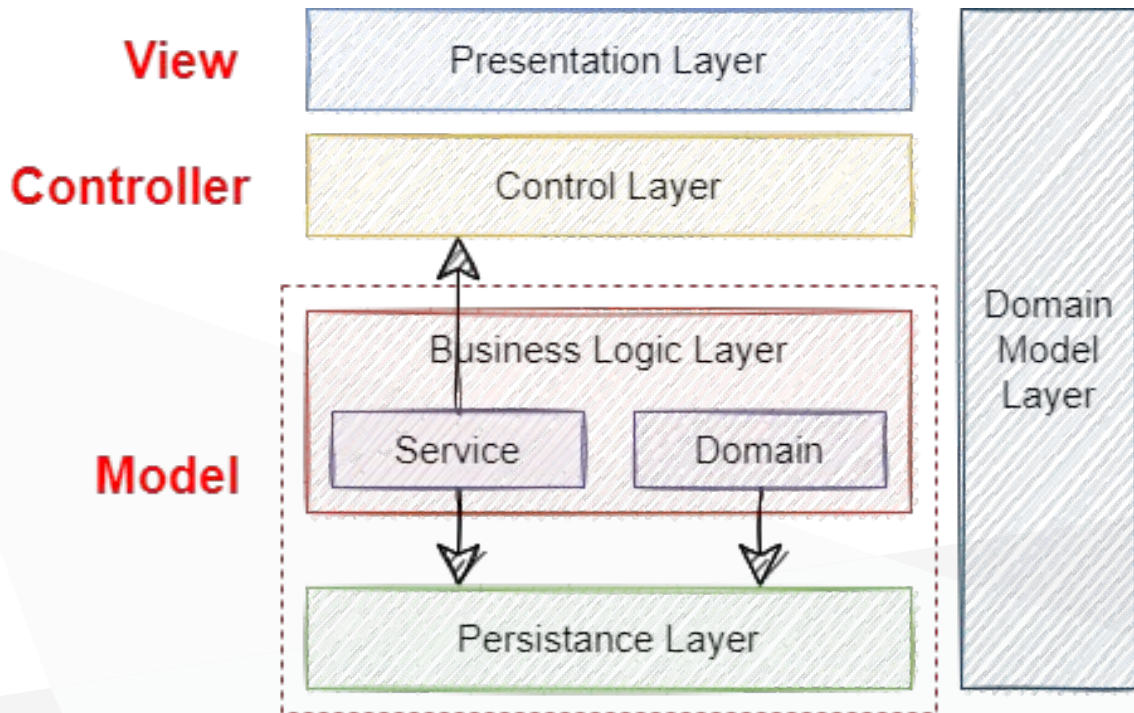 View
Presentation Layer
Controller
Control Layer
Business Logic Layer
Service
Domain
Model
Persistance Layer
Domain
Model
Layer